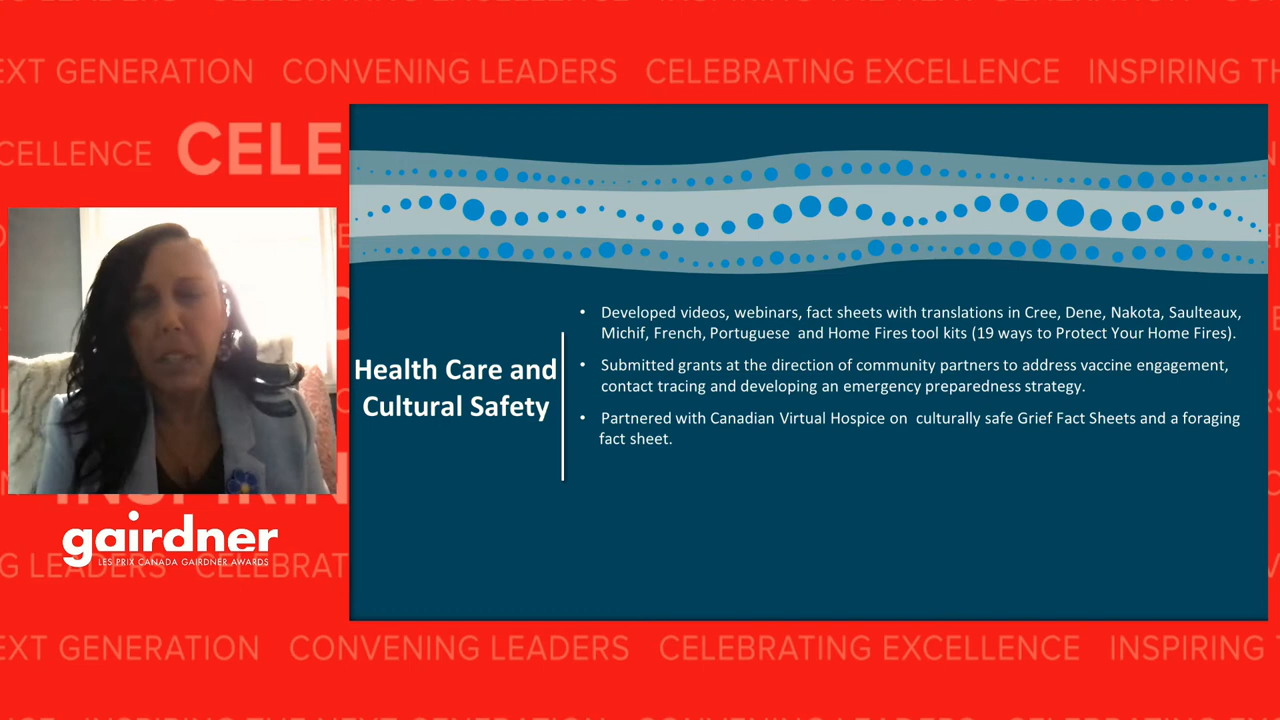 EXT GENERATION CONVENING LEADERS CELEBRATING EXCELLENCE INSPIRING TH
CELLENCE CELE
Health Care and
Cultural Safety
• Developed videos, webinars, fact sheets with translations in Cree, Dene, Nakota, Saulteaux,
Michif, French, Portuguese and Home Fires tool kits (19 ways to Protect Your Home Fires).
• Submitted grants at the direction of community partners to address vaccine engagement,
contact tracing and developing an emergency preparedness strategy.
• Partnered with Canadian Virtual Hospice on culturally safe Grief Fact Sheets and a foraging
fact sheet.
INSPIRIN
gairdner
LES PRIX CANADA GAIRDNER AWARDS
G LEADERS CELEBRAT
EXT GENERATION CONVENING LEADERS CELEBRATING EXCELLENCE INSPIRING